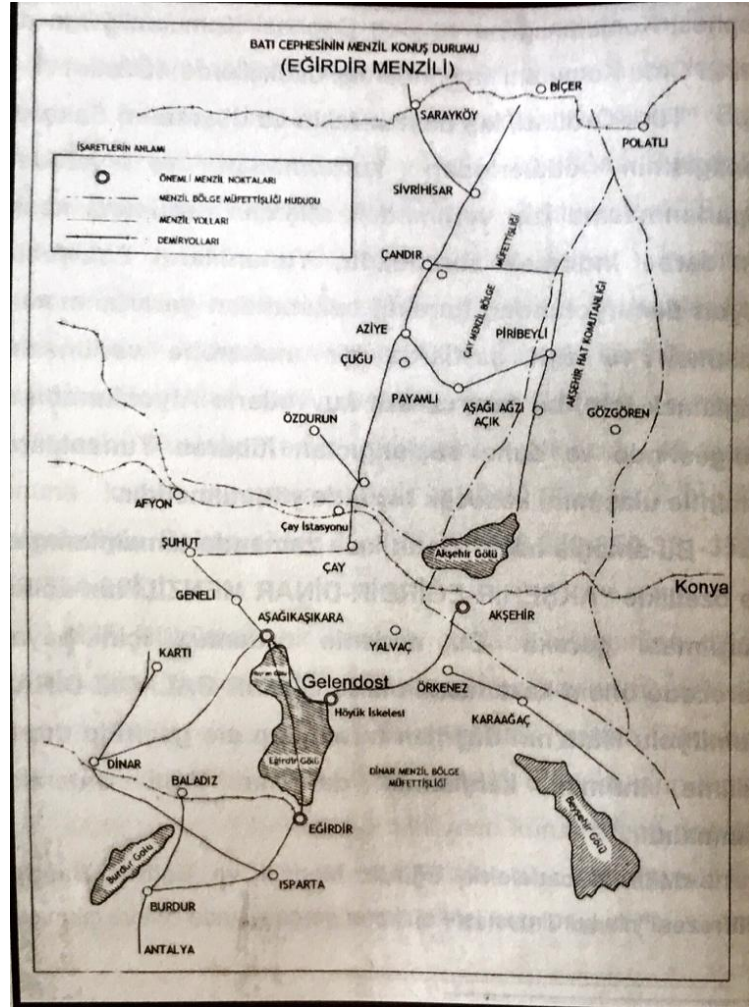 BATI CEPHESİNİN MENZİL KONUŞ DURUMU
(EĞİRDİR MENZİLİ)
BİÇER
SARAYKÖY
POLATLI
İŞARETLERİN ANLAMI
ÖNEMLİ MENZİL NOKTALARI
MENZİL BÖLGE MÜFETTİŞLİĞİ HUDUDU
MENZİL YOLLARI
DEMİRYOLLARI
SİVRİHİSAR
ÇANDIR
ÇAY MENZİL BÖLGE MÜFETTİŞLİĞİ
AKŞEHİR HAT KOMUTANLIĞI
AZİYE
PİRİBEYLİ
ÇUĞU
PAYAMLI
AŞAĞI AĞZI
AÇIK
GÖZGÖREN
ÖZDURUN
AFYON
Çay İstasyonu
ŞUHUT
ÇAY
Akşehir Gölü
Konya
GENELİ
AKŞEHİR
AŞAĞIKAŞIKARA
YALVAÇ
KARTI
Gelendost
ÖRKENEZ
Höyük İskelesi
KARAAĞAÇ
DİNAR
Eğirdir Gölü
BALADIZ
DİNAR MENZİL BÖLGE
MÜFETTİŞLİĞİ
Beyşehir Gölü
EĞİRDİR
Burdur Gölü
ISPARTA
BURDUR
ANTALYA